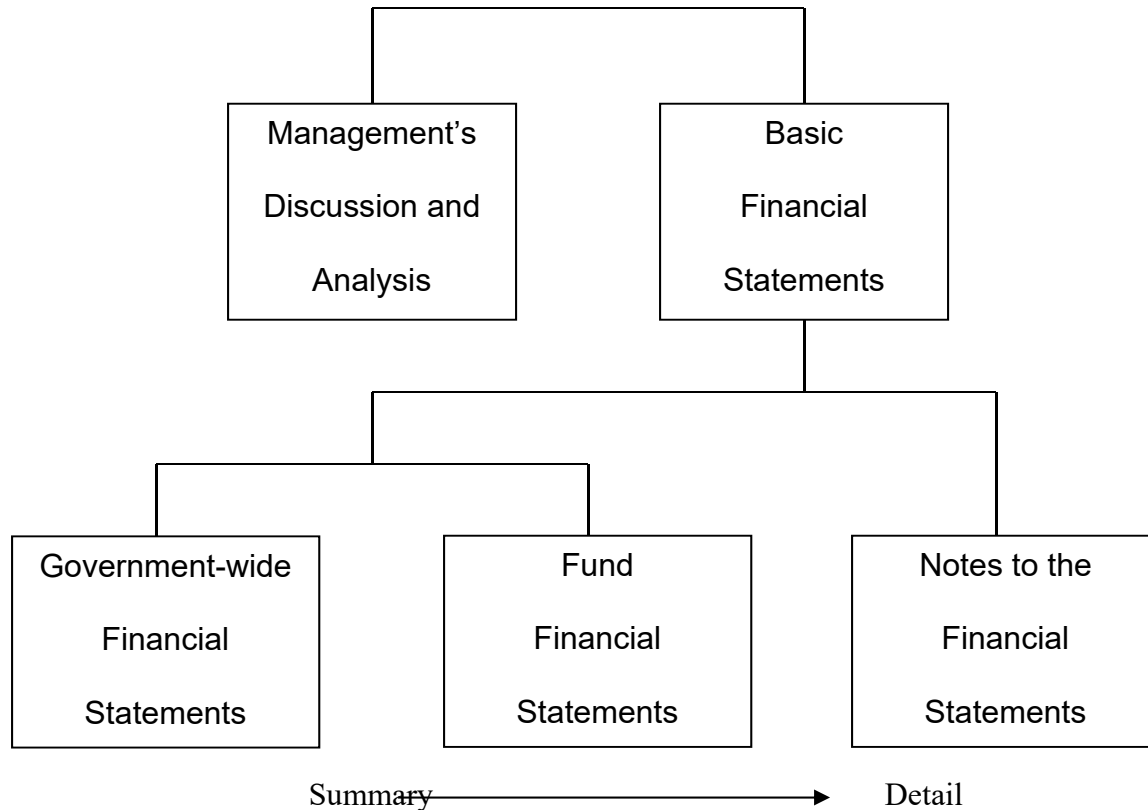 Management’s
Discussion and
Analysis
Basic
Financial
Statements
Government-wide
Financial
Statements
Fund
Financial
Statements
Notes to the
Financial
Statements
Summary
Detail